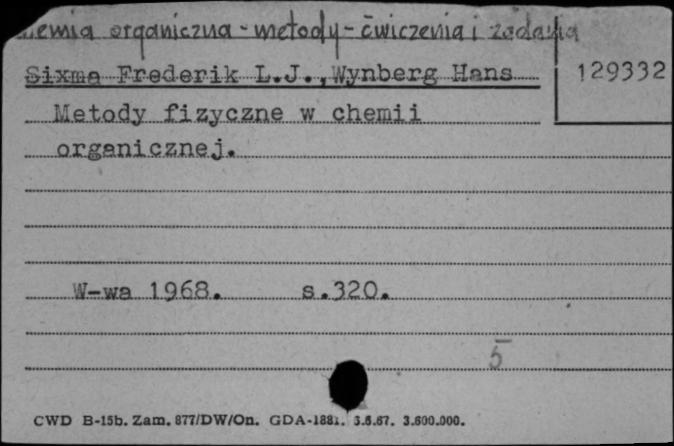 chemia organiczna - metody - ćwiczenia i zadania
Sixma Frederik L.J., Wynberg Hans
129332
Metody fizyczne w chemii
organicznej.
W-wa 1968. s.320.
5
CWD B-15b. Zam. 877/DW/On. GDA-1881. 3.6.67. 3.600.000.